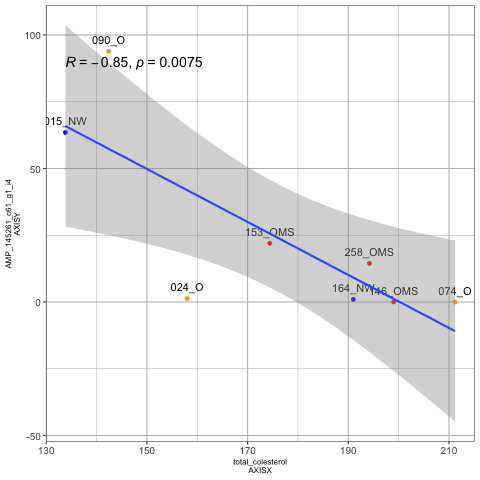 090_O
R = −0.85, p = 0.0075
015_NW
153_OMS
258_OMS
024_O
164_NW
146_OMS
074_O
100
50
0
-50
130
150
170
190
210
total_colesterol
AXISX
AMP_145261_c61_g1_i4
AXISY